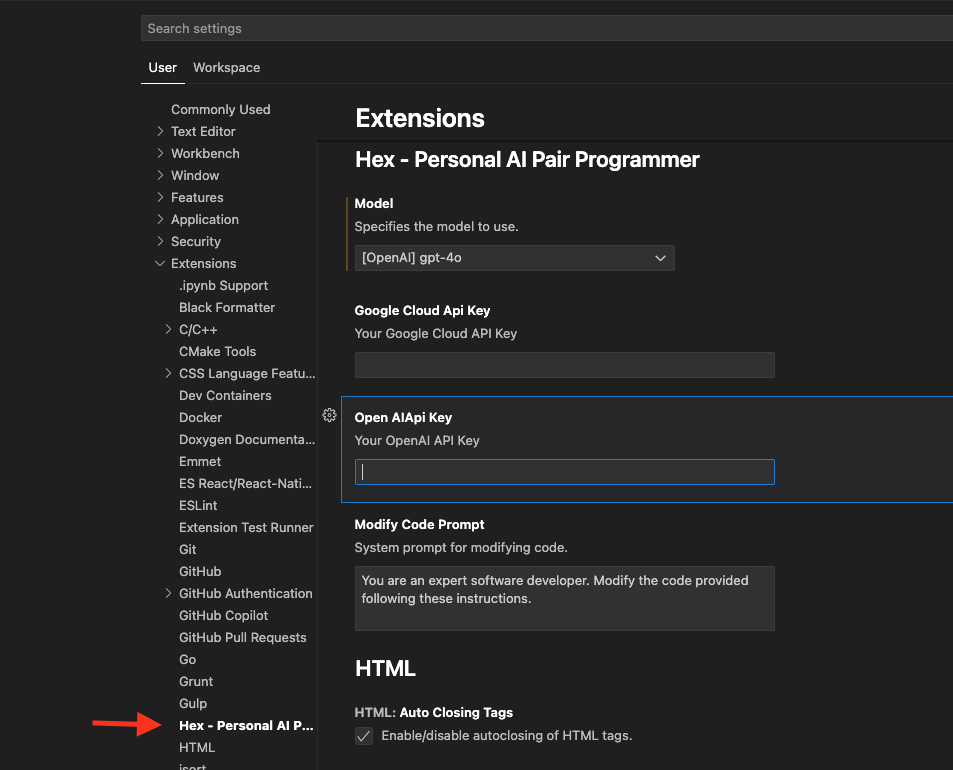 Search settings
User
Workspace
Commonly Used
Text Editor
Workbench
Window
Features
Application
Security
Extensions
.ipynb Support
Black Formatter
C/C++
CMake Tools
CSS Language Featu...
Dev Containers
Docker
Doxygen Documenta...
Emmet
ES React/React-Nati...
ESLint
Extension Test Runner
Git
GitHub
GitHub Authentication
GitHub Copilot
GitHub Pull Requests
Go
Grunt
Gulp
Hex - Personal AI P...
HTML
isort
Extensions
Hex - Personal AI Pair Programmer
Model
Specifies the model to use.
[OpenAI] gpt-4o
Google Cloud Api Key
Your Google Cloud API Key
Open AIApi Key
Your OpenAI API Key
Modify Code Prompt
System prompt for modifying code.
You are an expert software developer. Modify the code provided
following these instructions.
HTML
HTML: Auto Closing Tags
Enable/disable autoclosing of HTML tags.